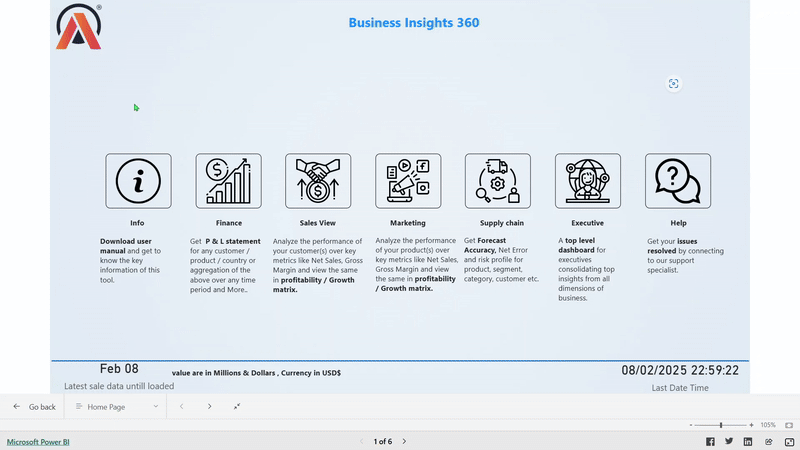 ®
Business Insights 360
Info
Download user
manual and get to
know the key
information of this
tool.
Finance
Get P & L statement
for any customer /
product / country or
aggregation of the
above over any time
period and More..
Sales View
Analyze the performance of
your customer(s) over key
metrics like Net Sales, Gross
Margin and view the same
in profitability / Growth
matrix.
Marketing
Analyze the performance
of your product(s) over
key metrics like Net Sales,
Gross Margin and view
the same in profitability
/ Growth matrix.
Supply chain
Get Forecast
Accuracy, Net Error
and risk profile for
product, segment,
category, customer etc.
Executive
A top level
dashboard for
executives
consolidating top
insights from all
dimensions of
business.
Help
Get your issues
resolved by connecting
to our support
specialist.
Feb 08
Latest sale data untill loaded
value are in Millions & Dollars , Currency in USD$
08/02/2025 22:59:22
Last Date Time
Go back
Home Page
- + 105%
Microsoft Power BI
1 of 6